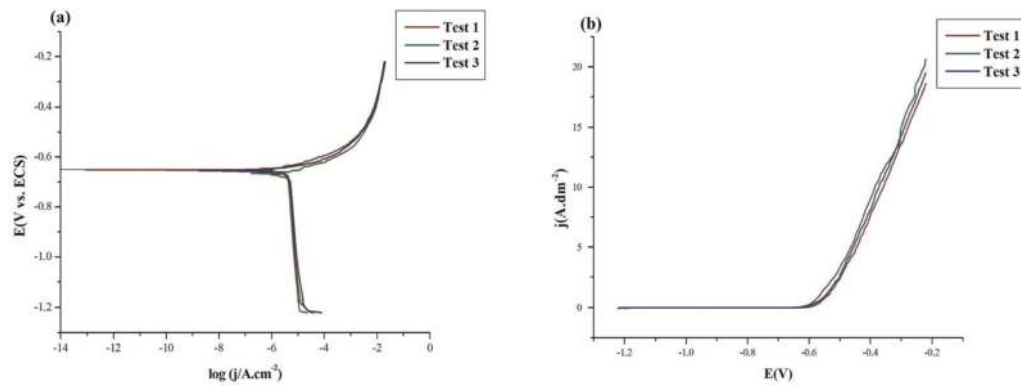 (a)
Test 1
Test 2
Test 3
-0.2
-0.4
-0.6
-0.8
-1.0
-1.2
E(V vs. ECS)
-14 -12 -10 -8 -6 -4 -2 0
log (j/A.cm⁻²)
(b)
Test 1
Test 2
Test 3
20
15
10
5
0
j(A.dm⁻²)
-1.2 -1.0 -0.8 -0.6 -0.4 -0.2
E(V)